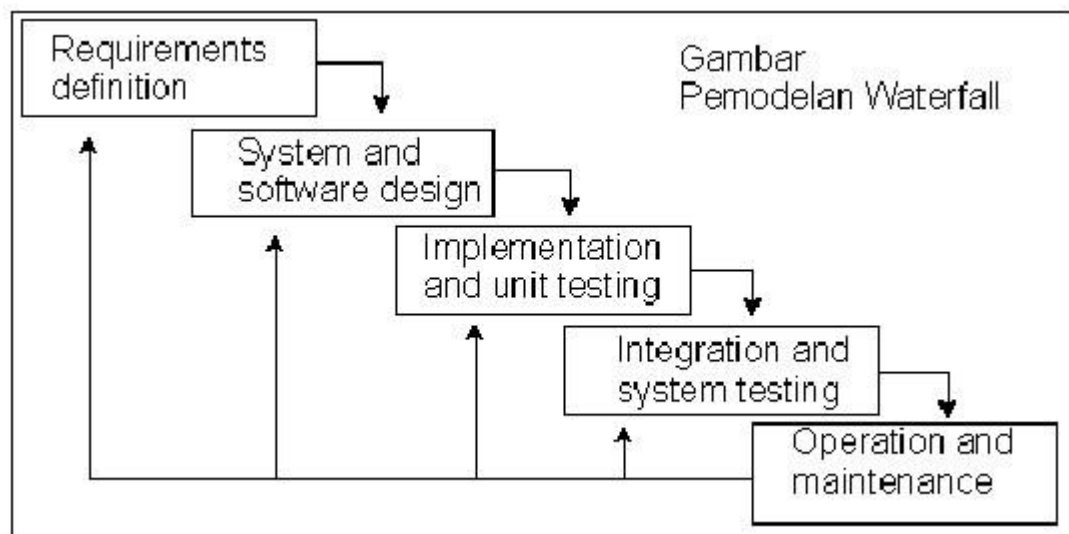 Requirements
definition
Gambar
Pemodelan Waterfall
System and
software design
Implementation
and unit testing
Integration and
system testing
Operation and
maintenance